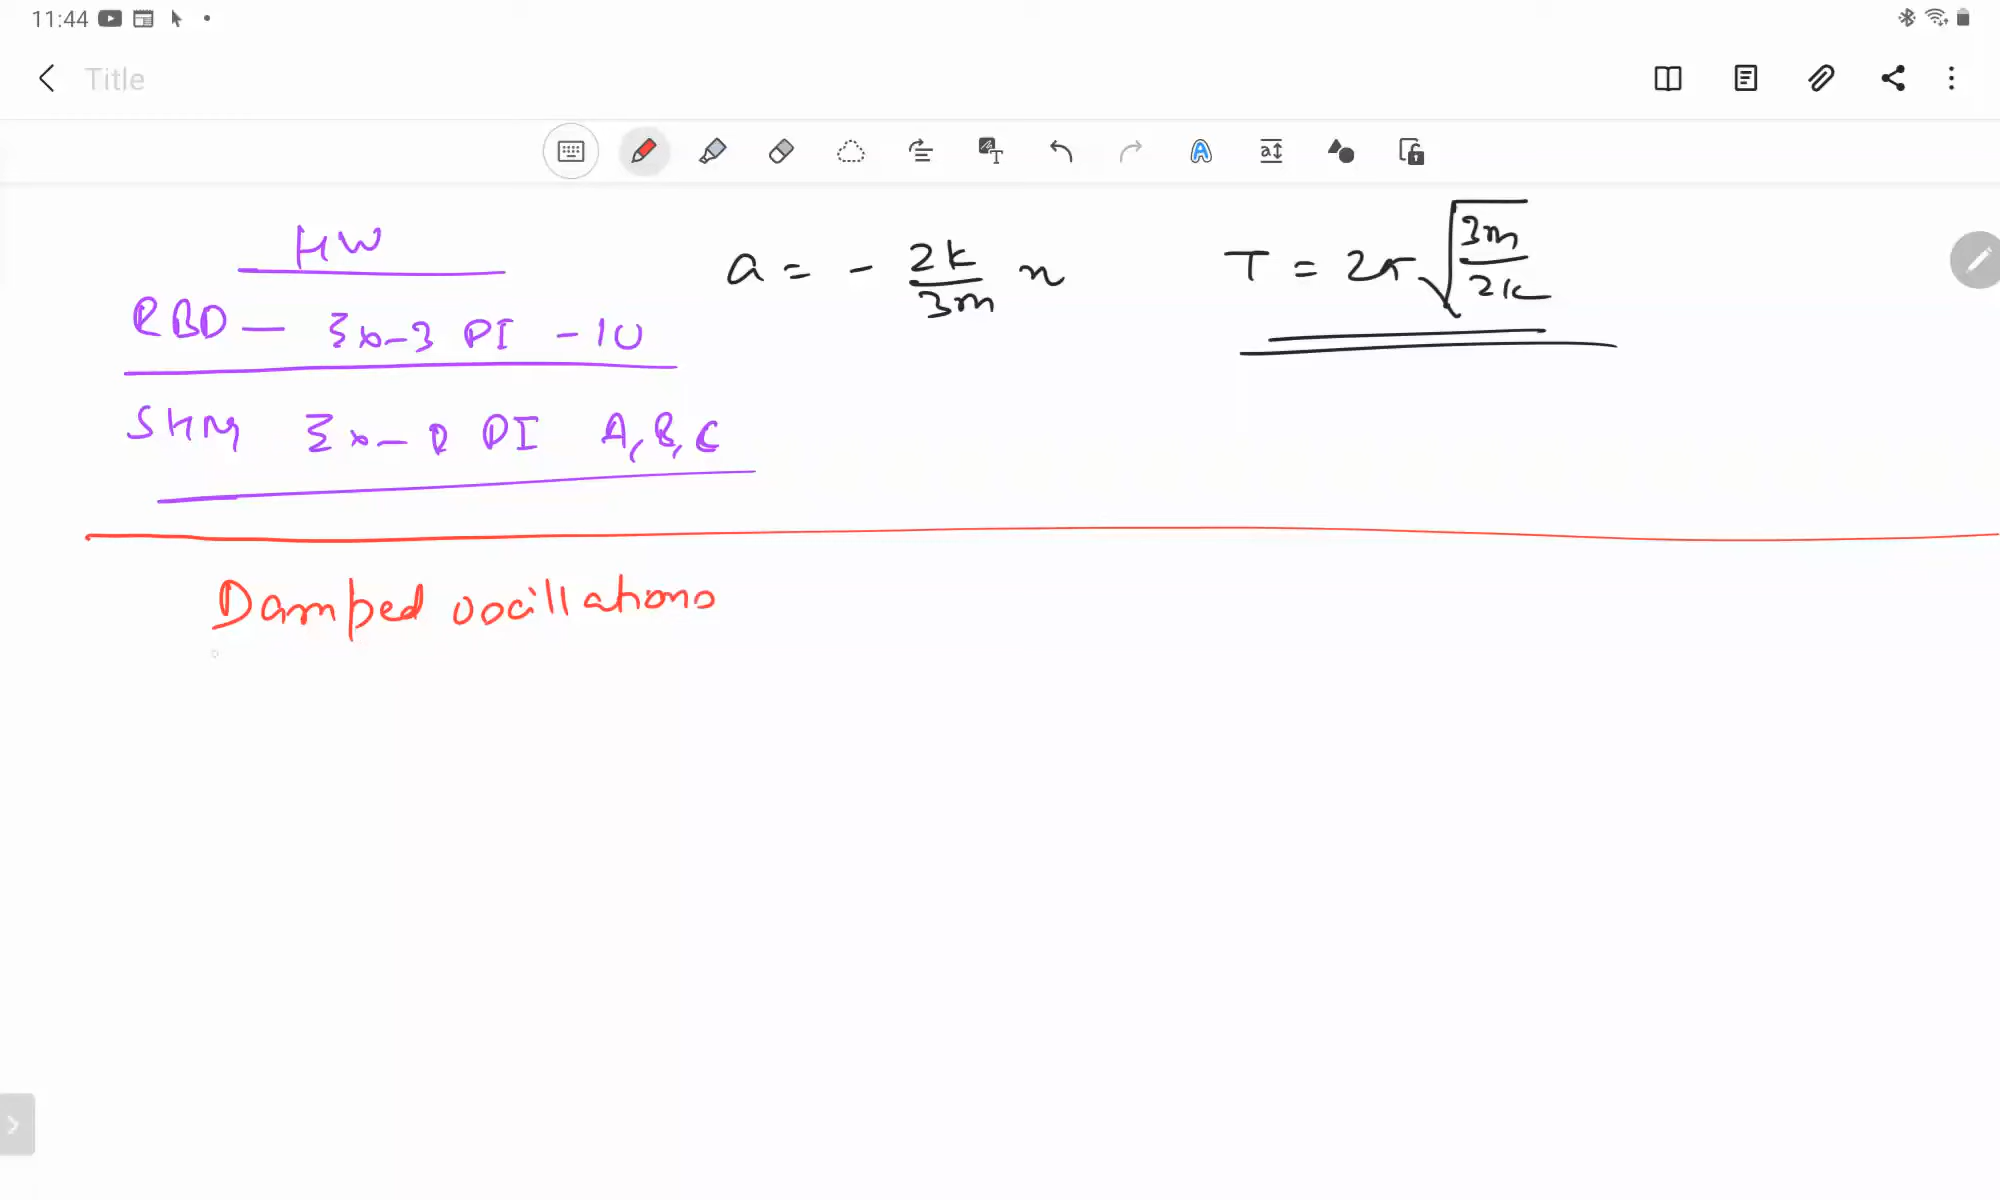 11:44
Title
HW
a = - 2k/3m x
T = 2π√(3m/2k)
RBD — Ex-3 PI - 10
SHM Ex- PI A, B, C
Damped oscillations